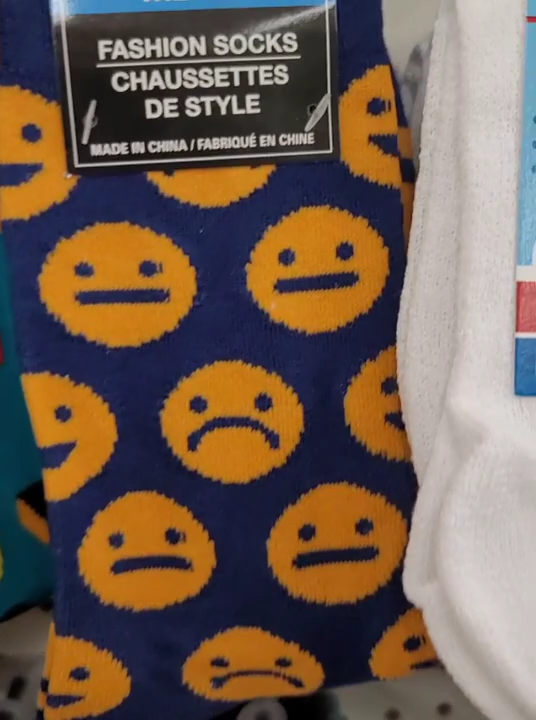 FASHION SOCKS
CHAUSSETTES
DE STYLE
MADE IN CHINA / FABRIQUÉ EN CHINE